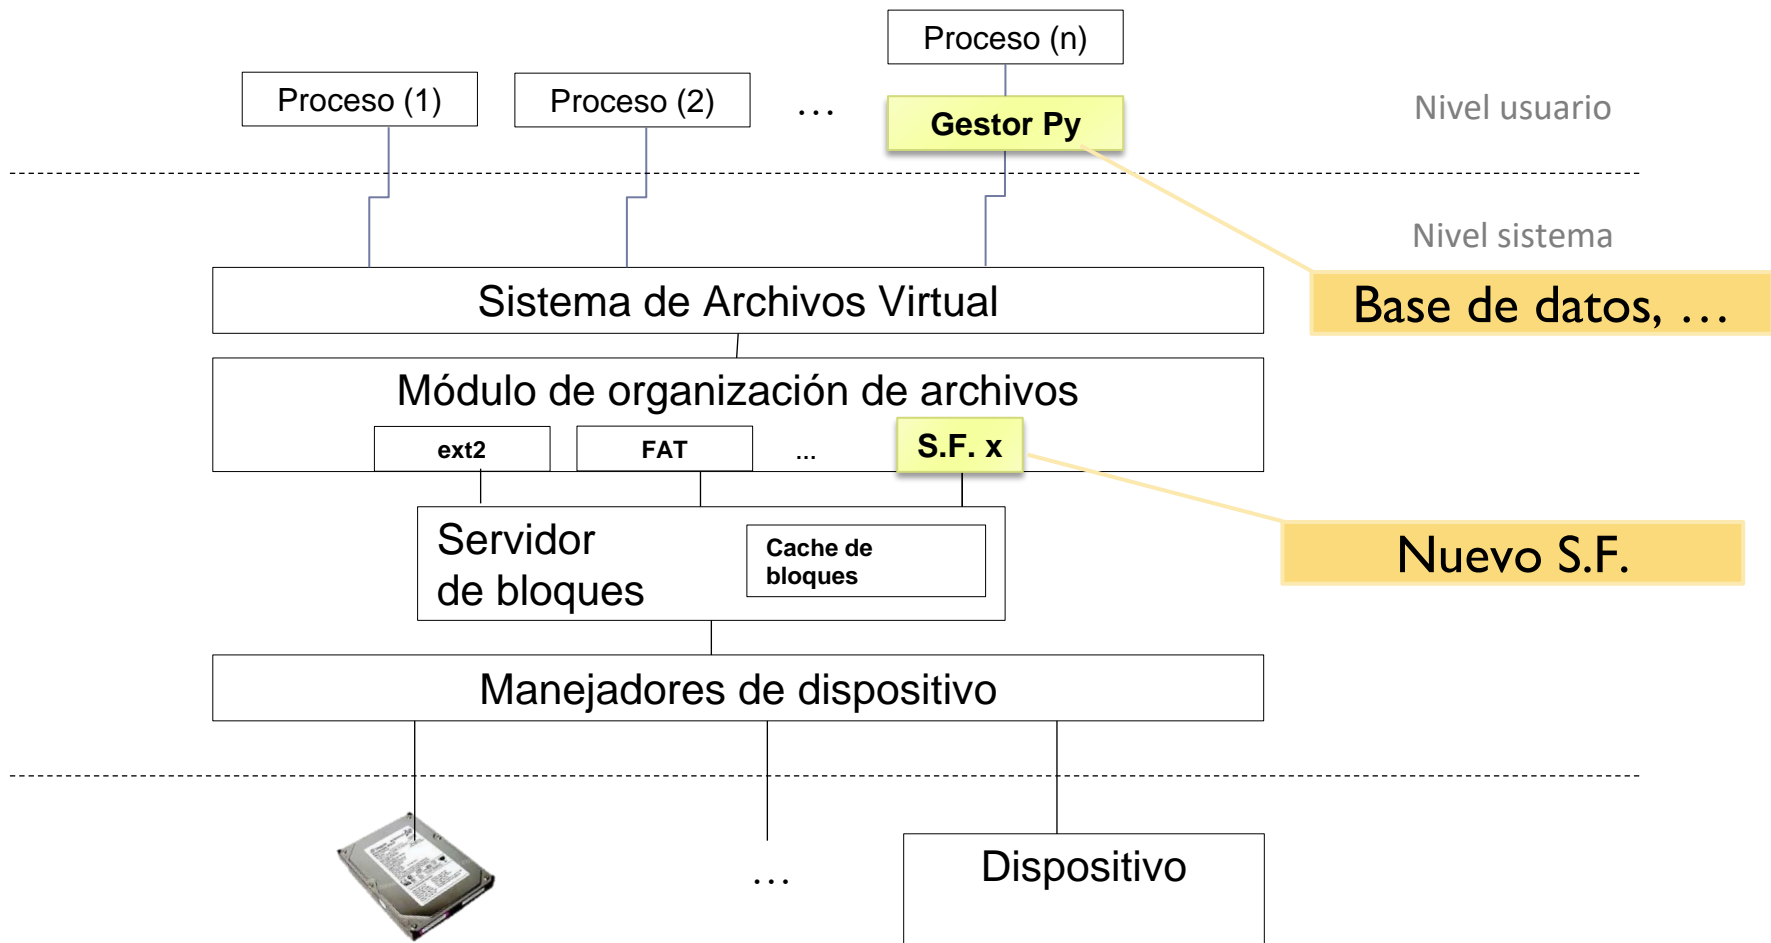 Proceso (n)
Proceso (1)
Proceso (2)
...
Gestor Py
Nivel usuario
Nivel sistema
Sistema de Archivos Virtual
Base de datos, ...
Módulo de organización de archivos
ext2
FAT
...
S.F. x
Servidor
de bloques
Cache de
bloques
Nuevo S.F.
Manejadores de dispositivo
...
Dispositivo